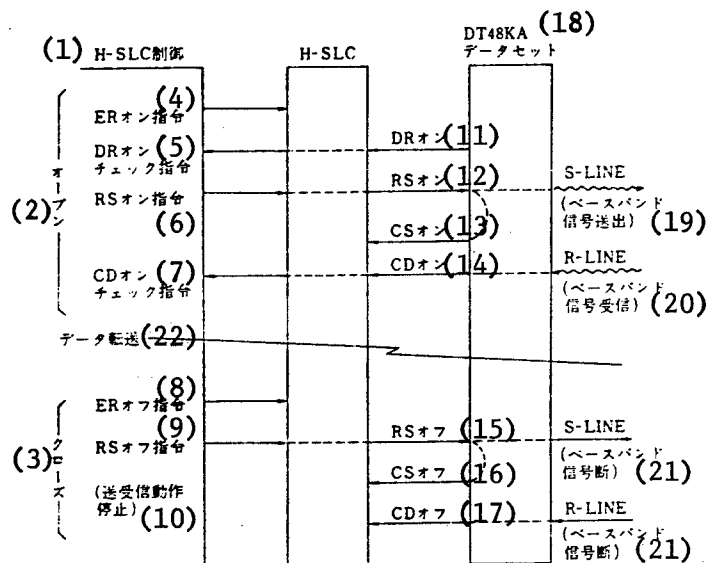 DT48KA (18)
(1) H-SLC制御
H-SLC
データセット
(4)
ERオン指令
DRオン (5)
チェック指令
DRオン (11)
RSオン指令
(6)
RSオン (12)
S-LINE
(ベースバンド
信号送出) (19)
(2) オープン
CSオン (13)
CDオン (7)
チェック指令
CDオン (14)
R-LINE
(ベースバンド
信号受信) (20)
データ転送 (22)
(8)
ERオフ指令
(9)
RSオフ指令
RSオフ (15)
S-LINE
(ベースバンド
信号断) (21)
(3) クローズ
CSオフ (16)
(送受信動作
停止) (10)
CDオフ (17)
R-LINE
(ベースバンド
信号断) (21)